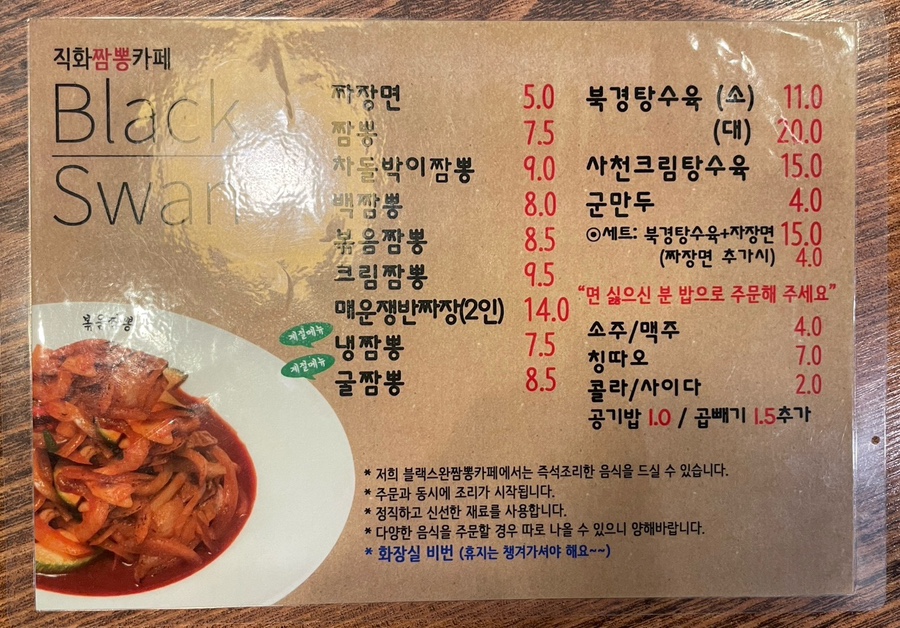 직화짬뽕카페
Black
Swan
짜장면 5.0
짬뽕 7.5
차돌박이짬뽕 9.0
백짬뽕 8.0
볶음짬뽕 8.5
크림짬뽕 9.5
매운쟁반짜장(2인) 14.0
계절메뉴 냉짬뽕 7.5
계절메뉴 굴짬뽕 8.5
북경탕수육 (소) 11.0
(대) 20.0
사천크림탕수육 15.0
군만두 4.0
◉세트: 북경탕수육+자장면 15.0
(짜장면 추가시) 4.0
“면 싫으신 분 밥으로 주문해 주세요”
소주/맥주 4.0
칭따오 7.0
콜라/사이다 2.0
공기밥 1.0 / 곱빼기 1.5추가
볶음짬뽕
* 저희 블랙스완짬뽕카페에서는 즉석조리한 음식을 드실 수 있습니다.
* 주문과 동시에 조리가 시작됩니다.
* 정직하고 신선한 재료를 사용합니다.
* 다양한 음식을 주문할 경우 따로 나올 수 있으니 양해바랍니다.
* 화장실 비번 (휴지는 챙겨가셔야 해요~~)